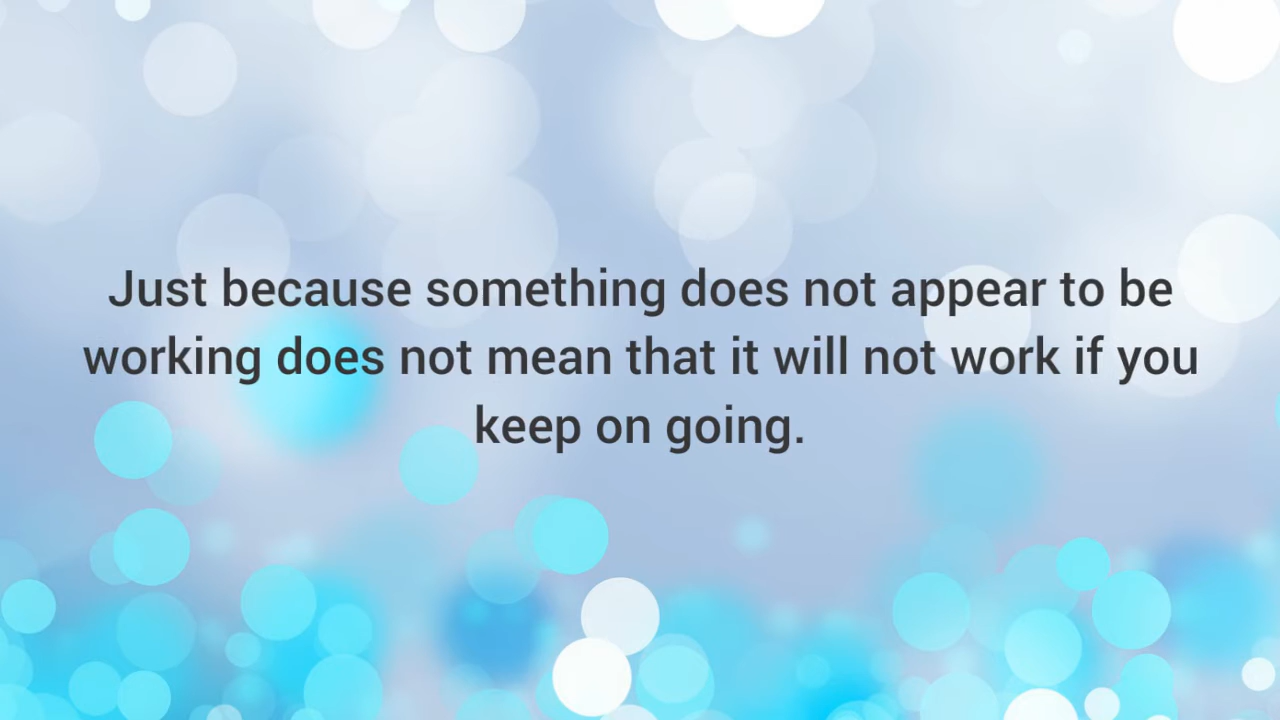 Just because something does not appear to be
working does not mean that it will not work if you
keep on going.